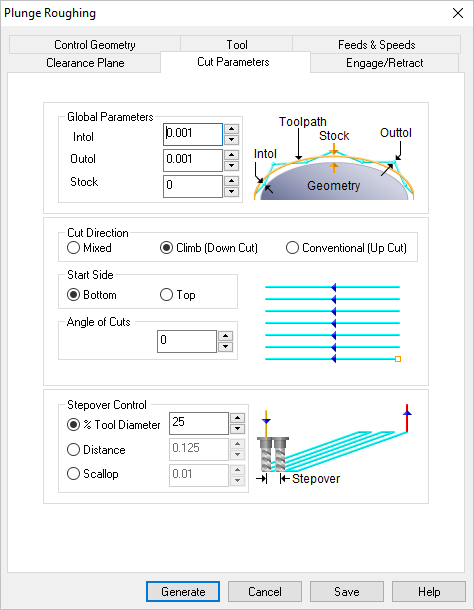 Plunge Roughing
Control Geometry Tool Feeds & Speeds
Clearance Plane Cut Parameters Engage/Retract
Global Parameters
Intol 0.001
Outol 0.001
Stock 0
Toolpath
Stock
Outtol
Intol
Geometry
Cut Direction
Mixed Climb (Down Cut) Conventional (Up Cut)
Start Side
Bottom Top
Angle of Cuts
0
Stepover Control
% Tool Diameter 25
Distance 0.125
Scallop 0.01
Stepover
Generate Cancel Save Help